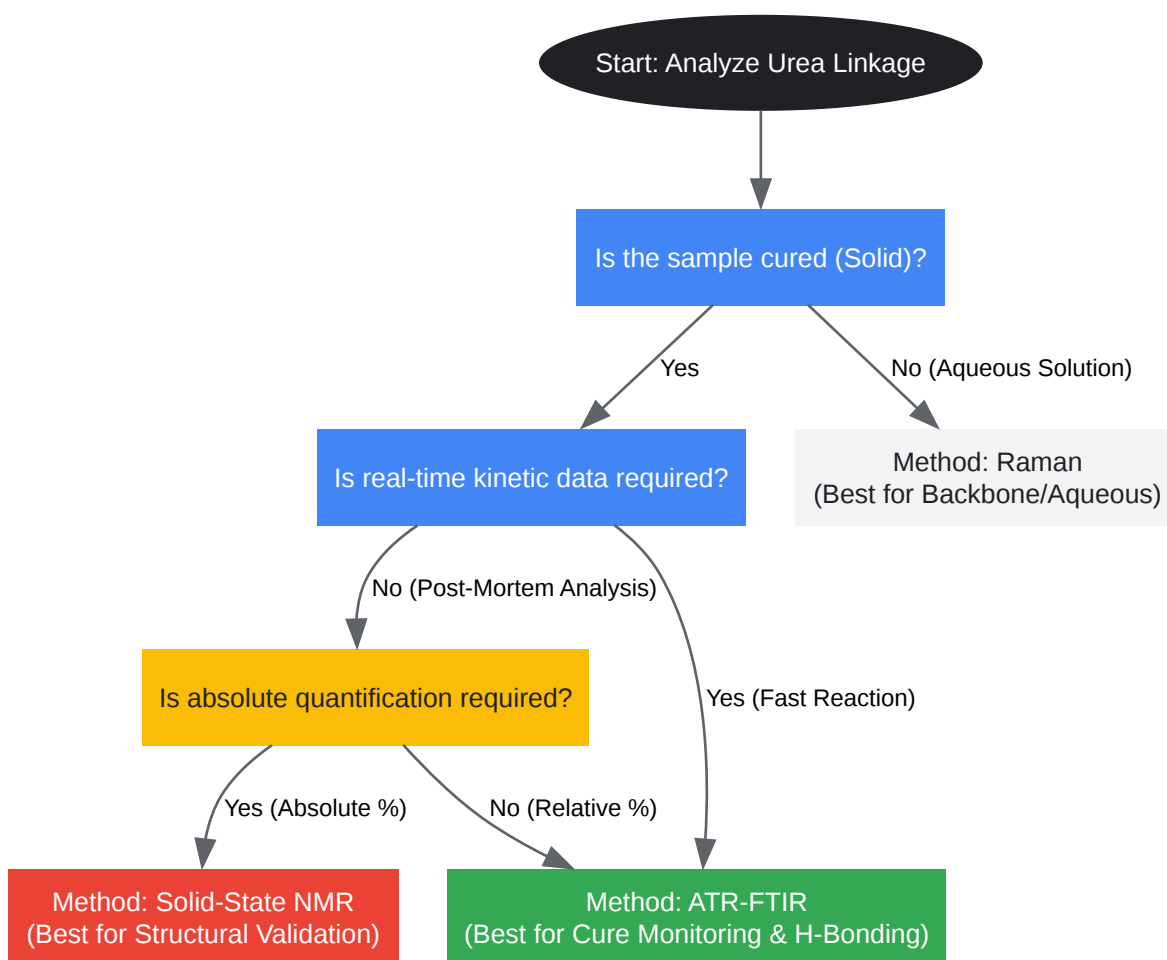 Start: Analyze Urea Linkage
Is the sample cured (Solid)?
Yes
No (Aqueous Solution)
Is real-time kinetic data required?
Method: Raman
(Best for Backbone/Aqueous)
No (Post-Mortem Analysis)
Is absolute quantification required?
Yes (Fast Reaction)
Yes (Absolute %)
No (Relative %)
Method: Solid-State NMR
(Best for Structural Validation)
Method: ATR-FTIR
(Best for Cure Monitoring & H-Bonding)